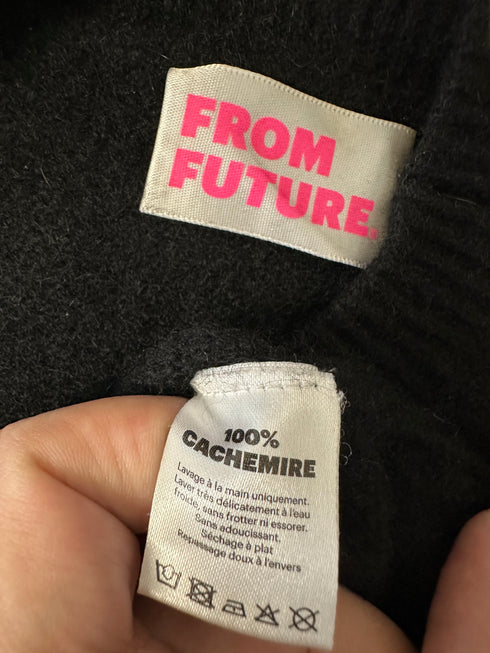 FROM
FUTURE.
100%
CACHEMIRE
Lavage à la main uniquement.
Laver très délicatement à l'eau
froide, sans frotter ni essorer.
Sans adoucissant.
Séchage à plat
Repassage doux à l'envers